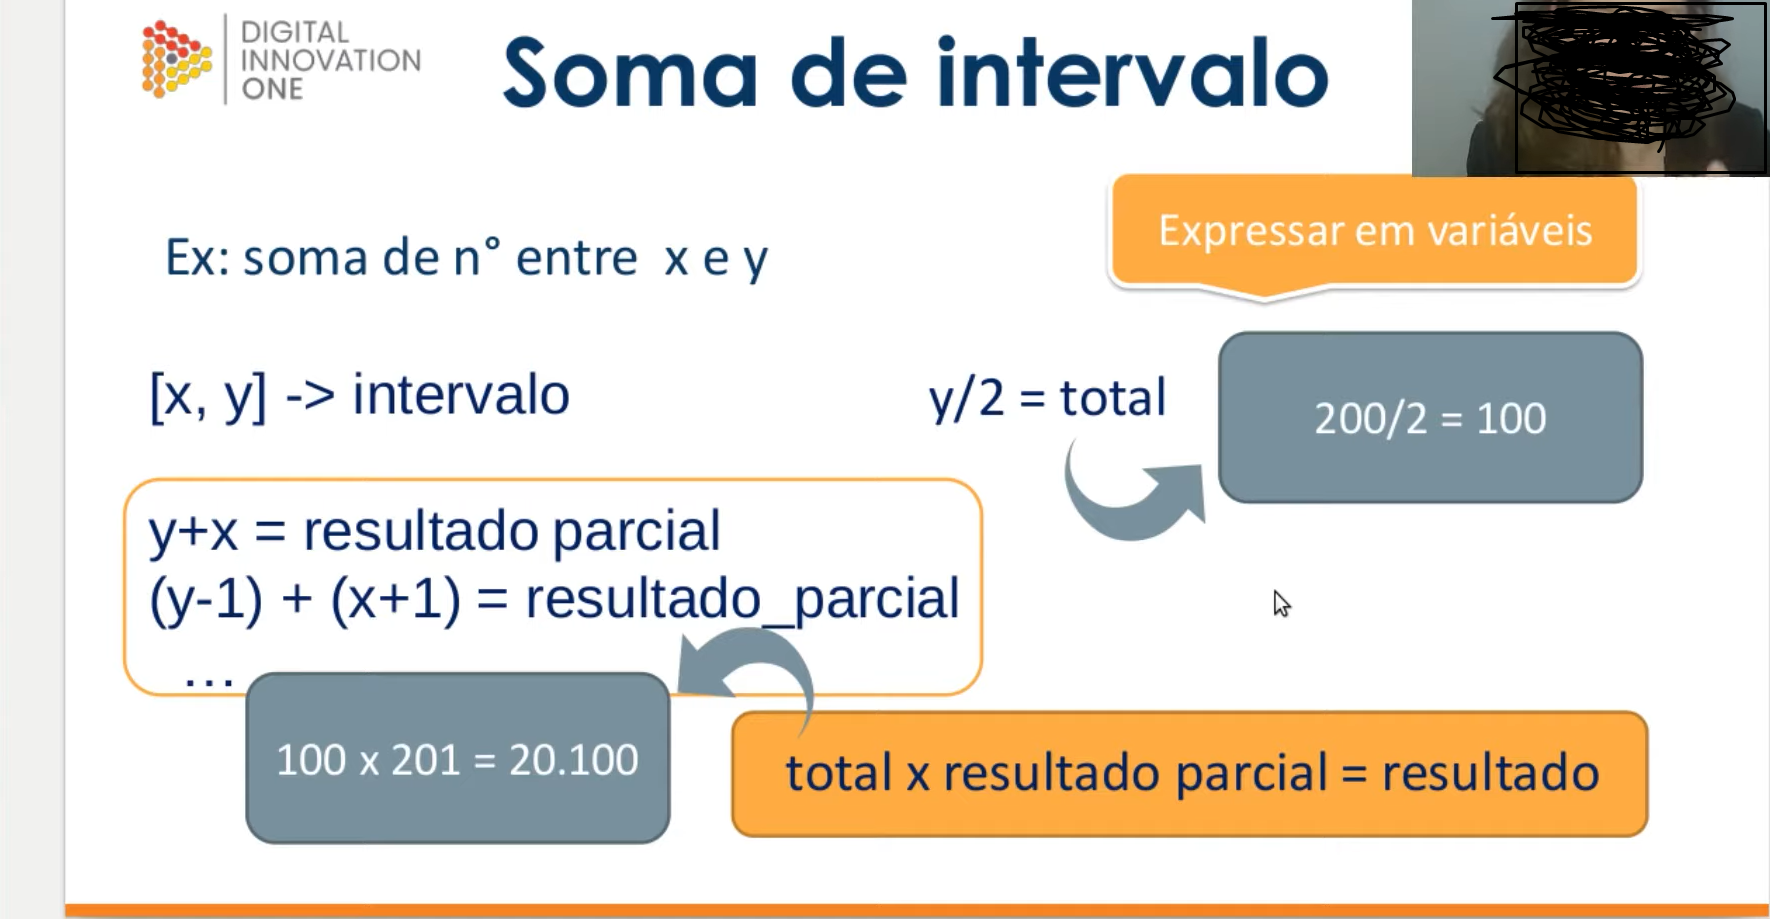 DIGITAL
INNOVATION
ONE
Soma de intervalo
Expressar em variáveis
Ex: soma de n° entre x e y
[x, y] -> intervalo
y/2 = total
200/2 = 100
y+x = resultado parcial
(y-1) + (x+1) = resultado_parcial
...
100 x 201 = 20.100
total x resultado parcial = resultado